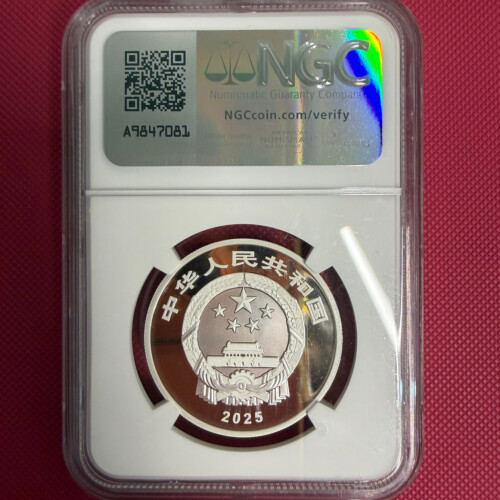 NGC
Numismatic Guaranty Company
NGCcoin.com/verify
A9847081
中华人民共和国
2025